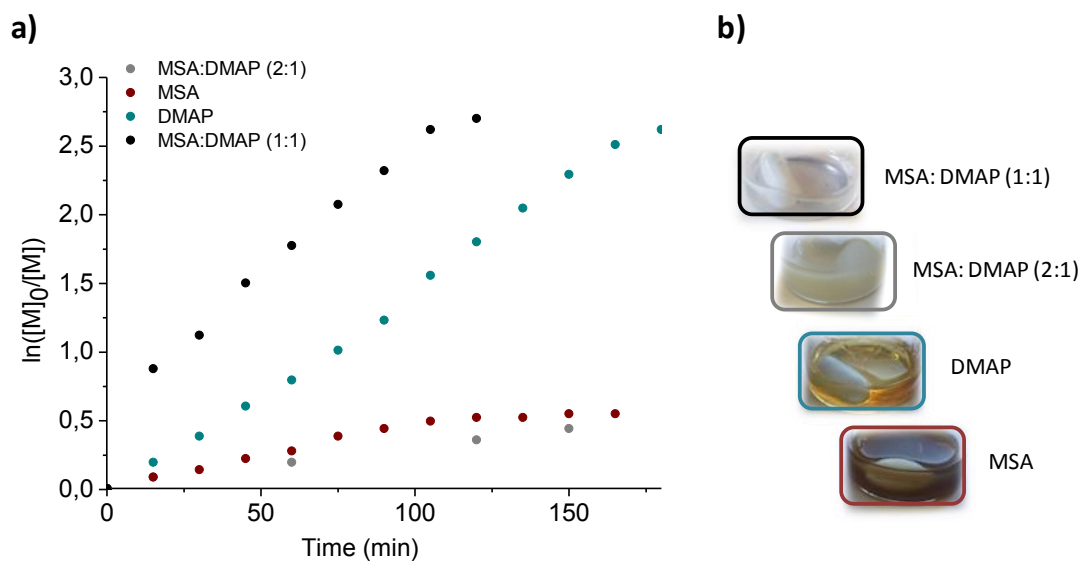 a)
MSA:DMAP (2:1)
MSA
DMAP
MSA:DMAP (1:1)
3,0
2,5
2,0
1,5
1,0
0,5
0,0
ln([M]0/[M])
0
50
100
150
Time (min)
b)
MSA: DMAP (1:1)
MSA: DMAP (2:1)
DMAP
MSA